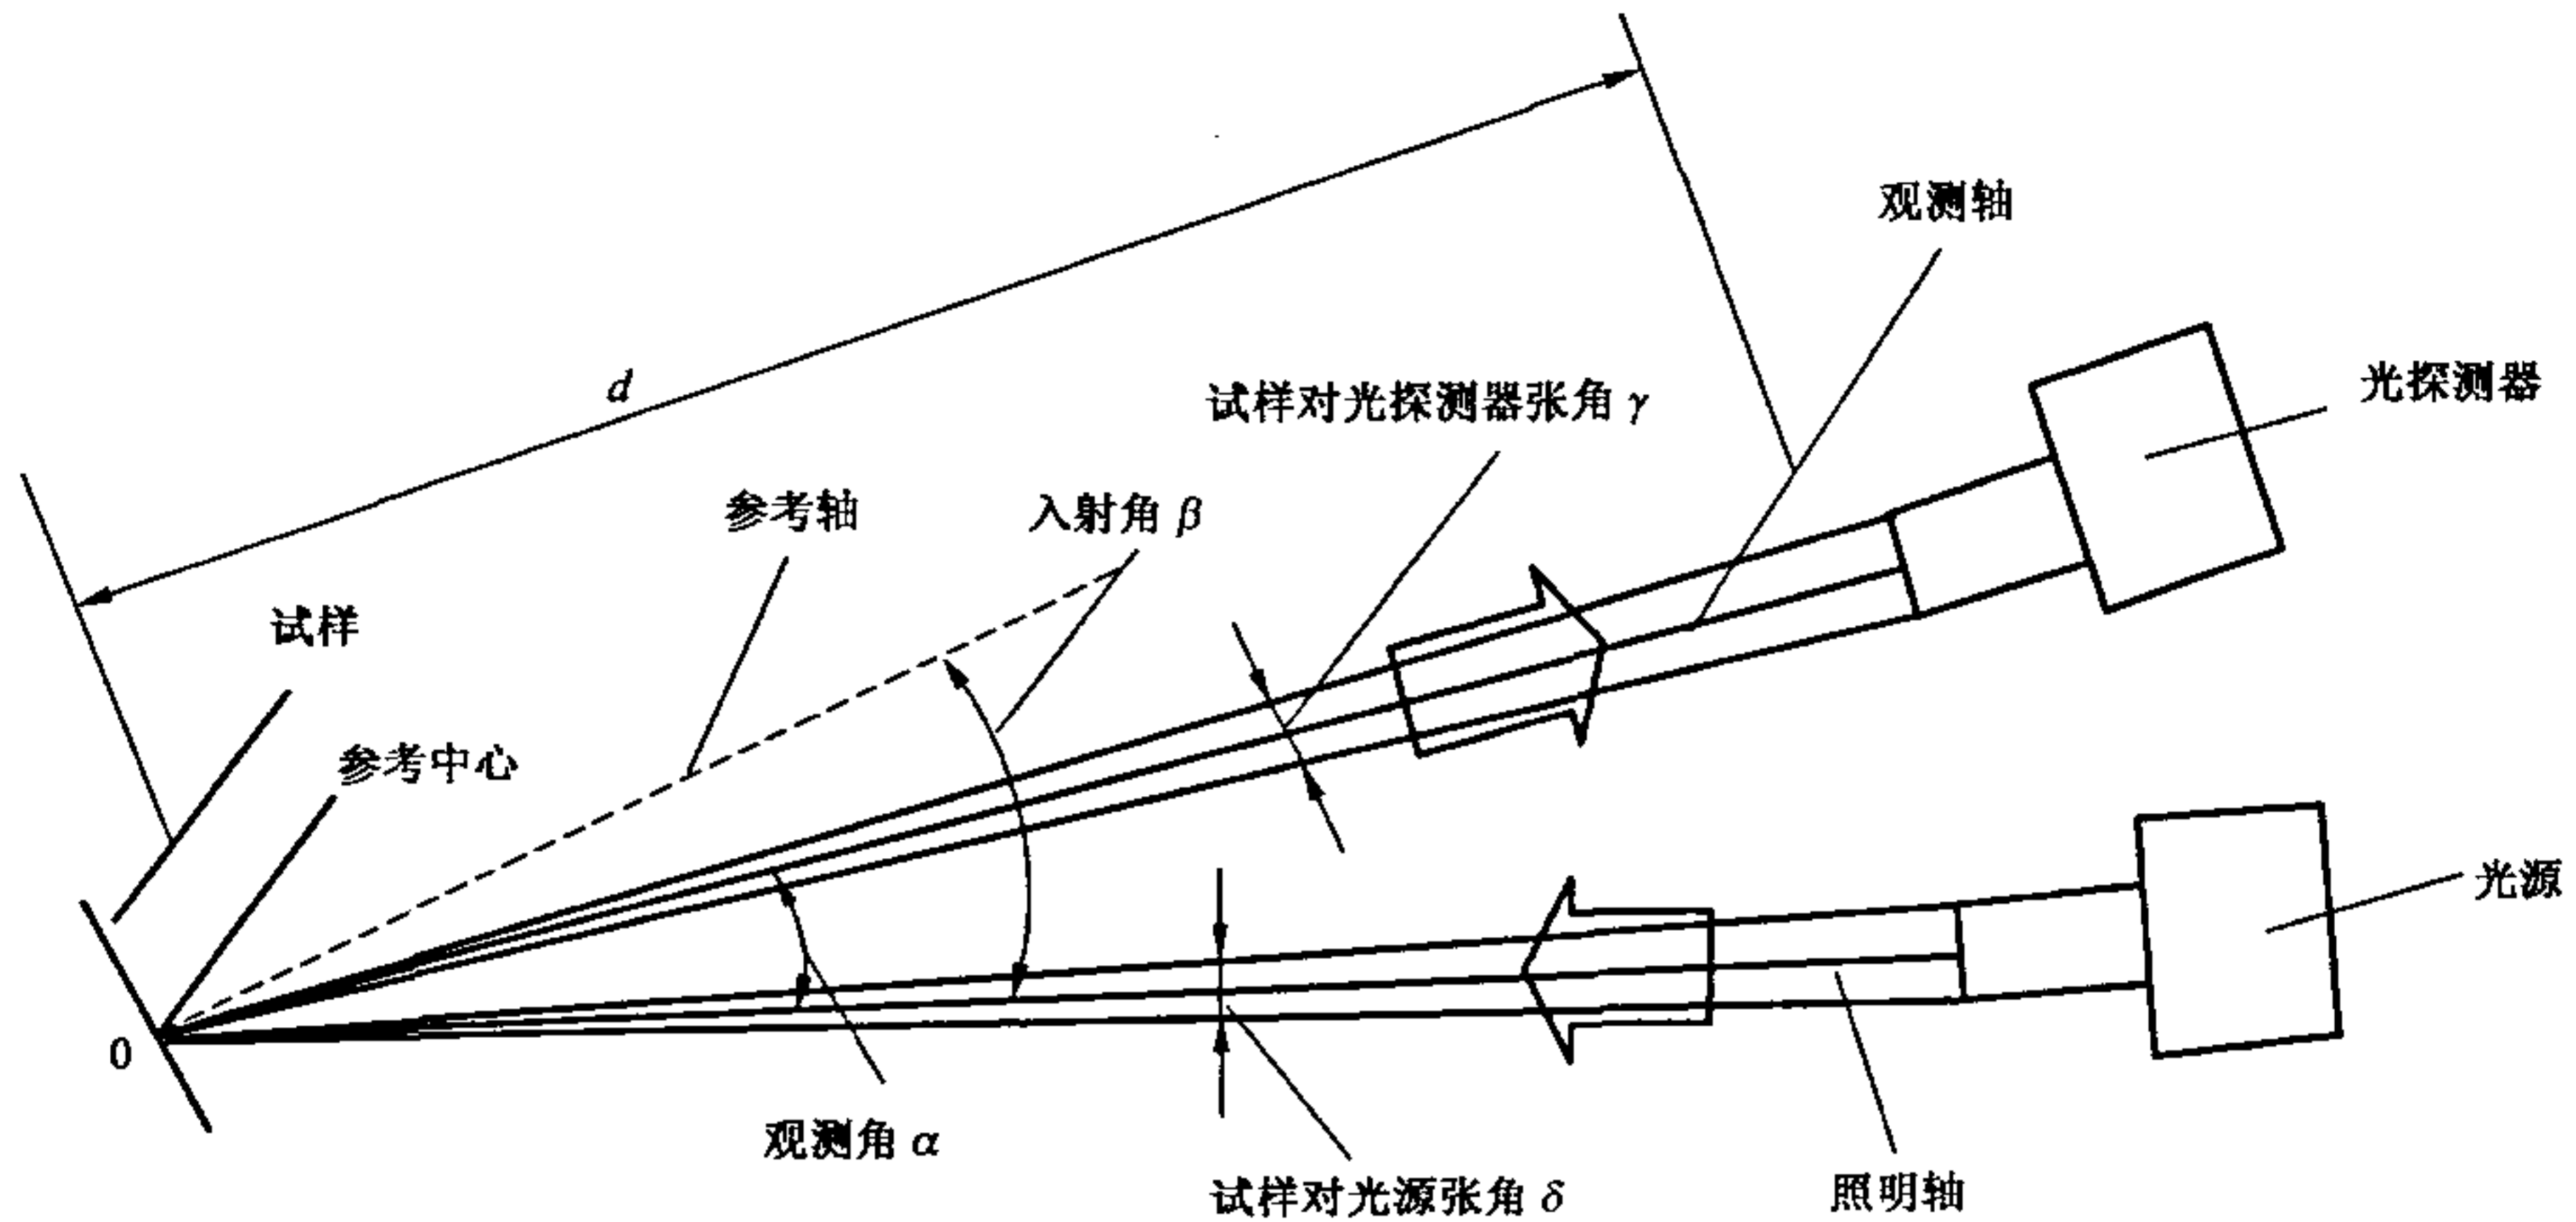 观测轴
d
试样对光探测器张角 γ
光探测器
参考轴
入射角 β
试样
参考中心
光源
0
观测角 α
试样对光源张角 δ
照明轴